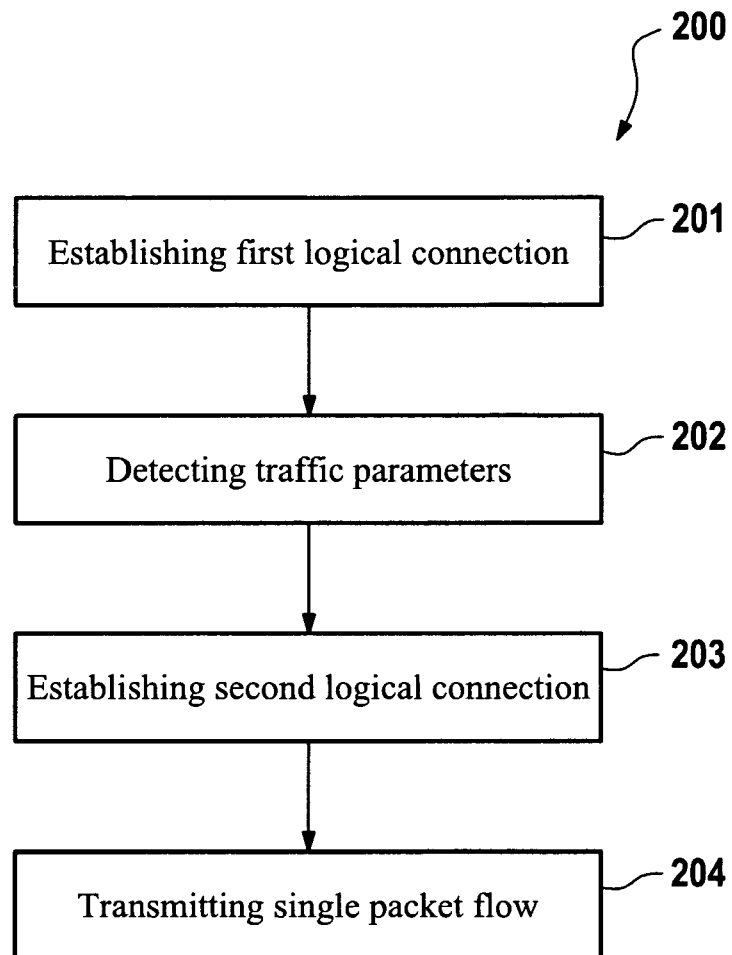 200
201
Establishing first logical connection
202
Detecting traffic parameters
203
Establishing second logical connection
204
Transmitting single packet flow